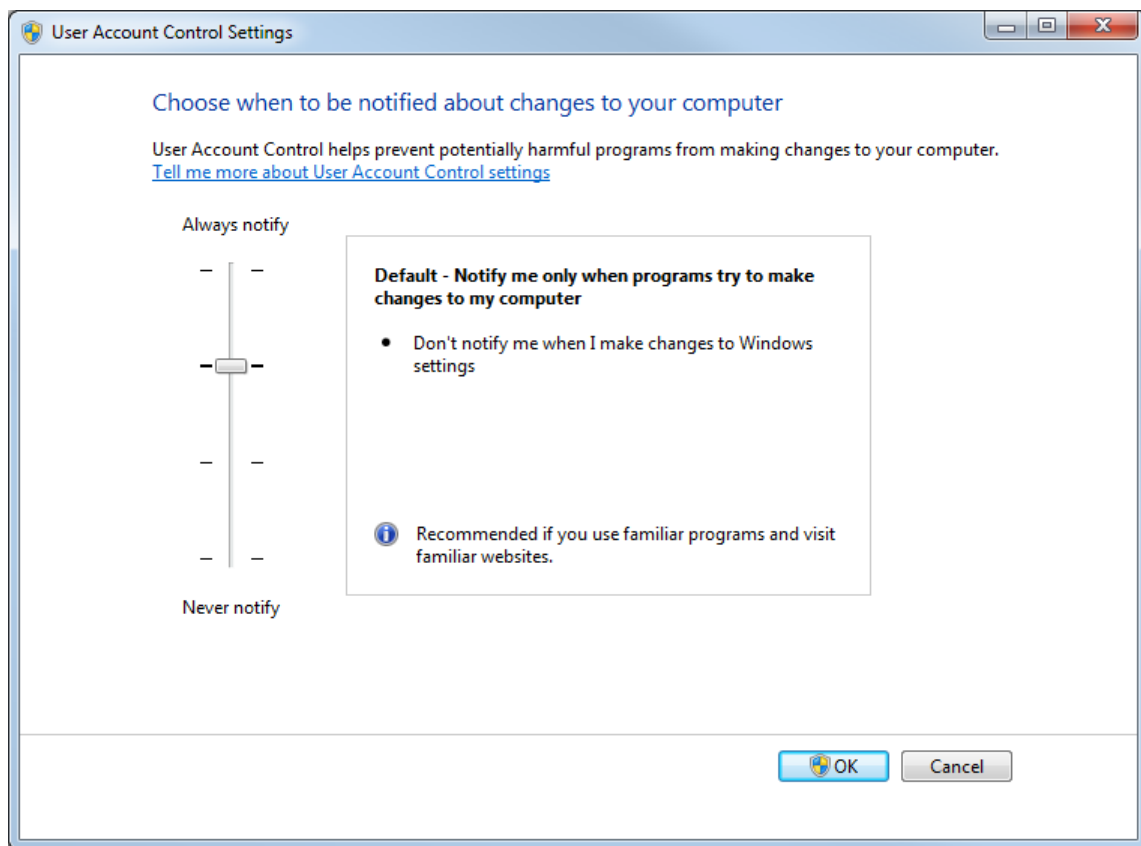 User Account Control Settings
Choose when to be notified about changes to your computer
User Account Control helps prevent potentially harmful programs from making changes to your computer.
Tell me more about User Account Control settings
Always notify
Default - Notify me only when programs try to make
changes to my computer
• Don't notify me when I make changes to Windows
settings
Recommended if you use familiar programs and visit
familiar websites.
Never notify
OK
Cancel